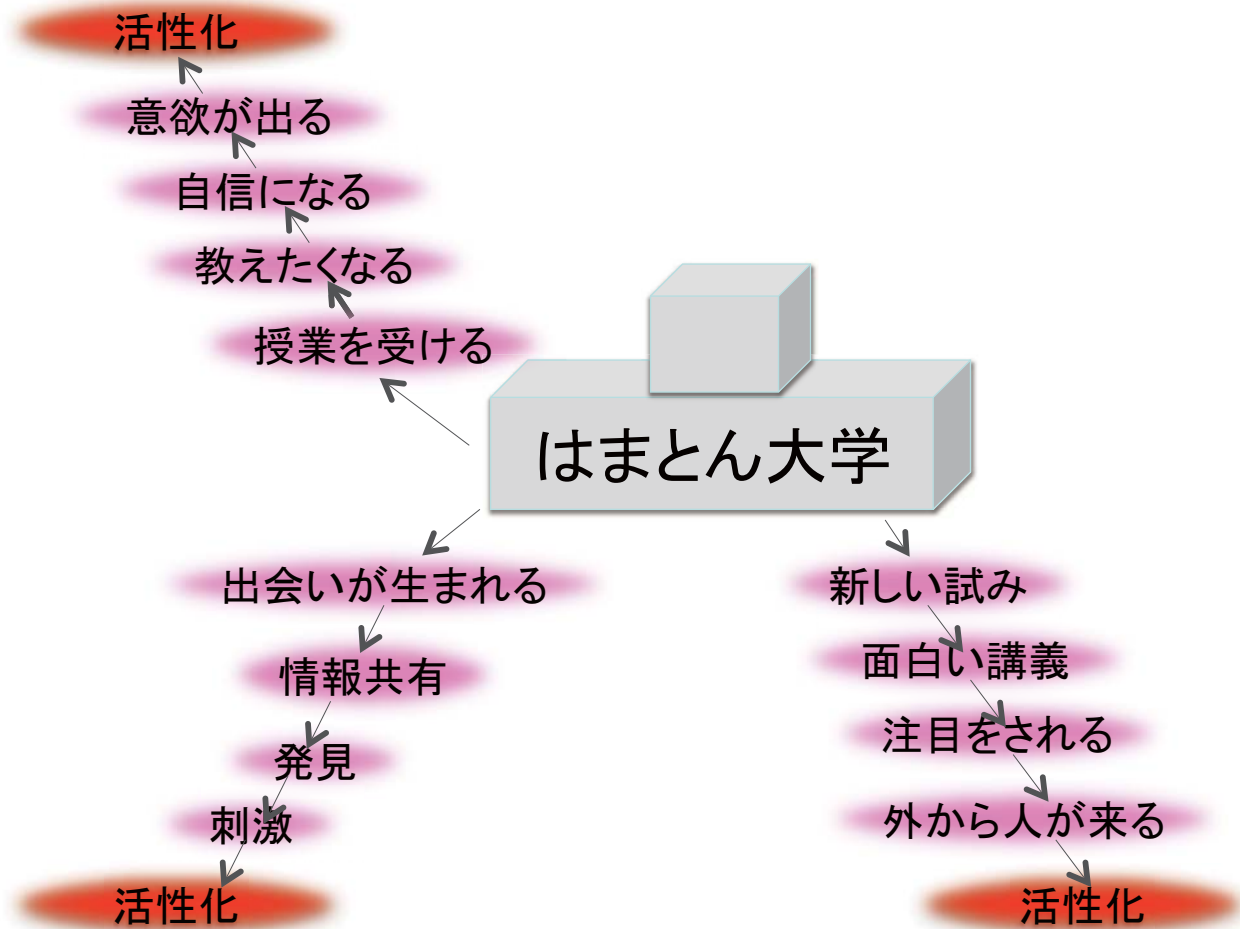 活性化
意欲が出る
自信になる
教えたくなる
授業を受ける
はまとん大学
出会いが生まれる
情報共有
発見
刺激
活性化
新しい試み
面白い講義
注目をされる
外から人が来る
活性化